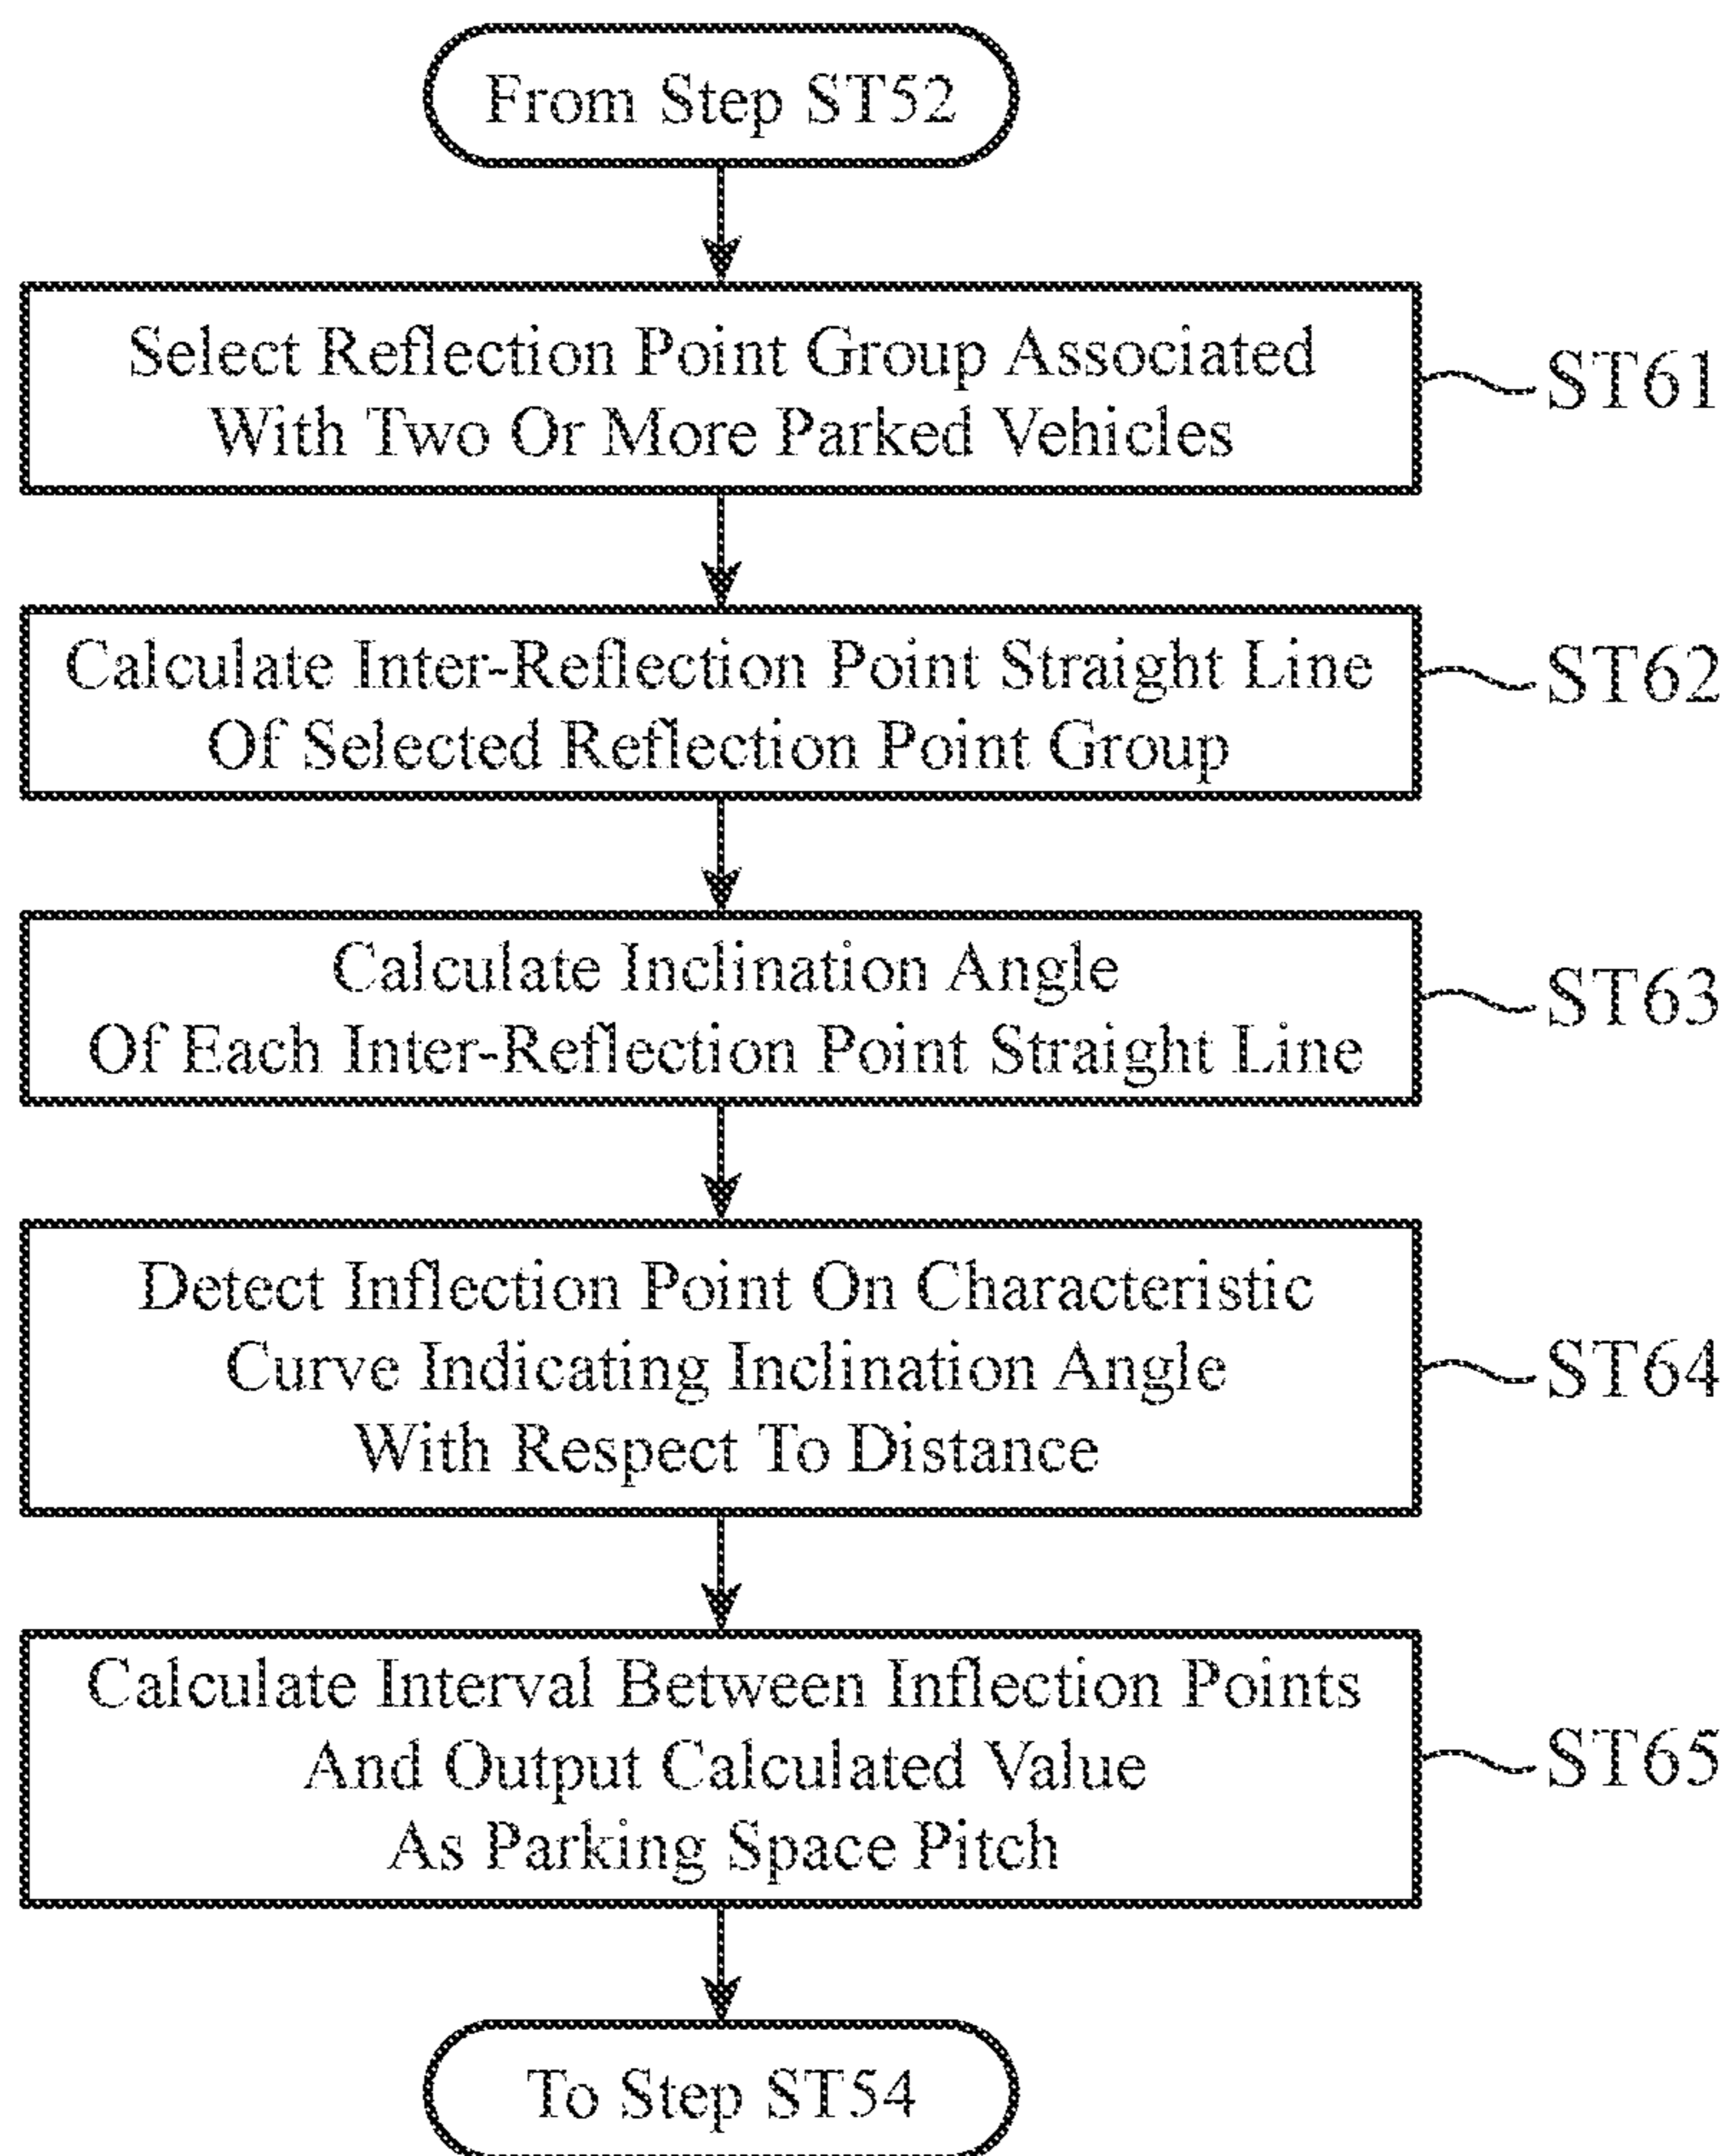 From Step ST52
Select Reflection Point Group Associated
With Two Or More Parked Vehicles
ST61
Calculate Inter-Reflection Point Straight Line
Of Selected Reflection Point Group
ST62
Calculate Inclination Angle
Of Each Inter-Reflection Point Straight Line
ST63
Detect Inflection Point On Characteristic
Curve Indicating Inclination Angle
With Respect To Distance
ST64
Calculate Interval Between Inflection Points
And Output Calculated Value
As Parking Space Pitch
ST65
To Step ST54